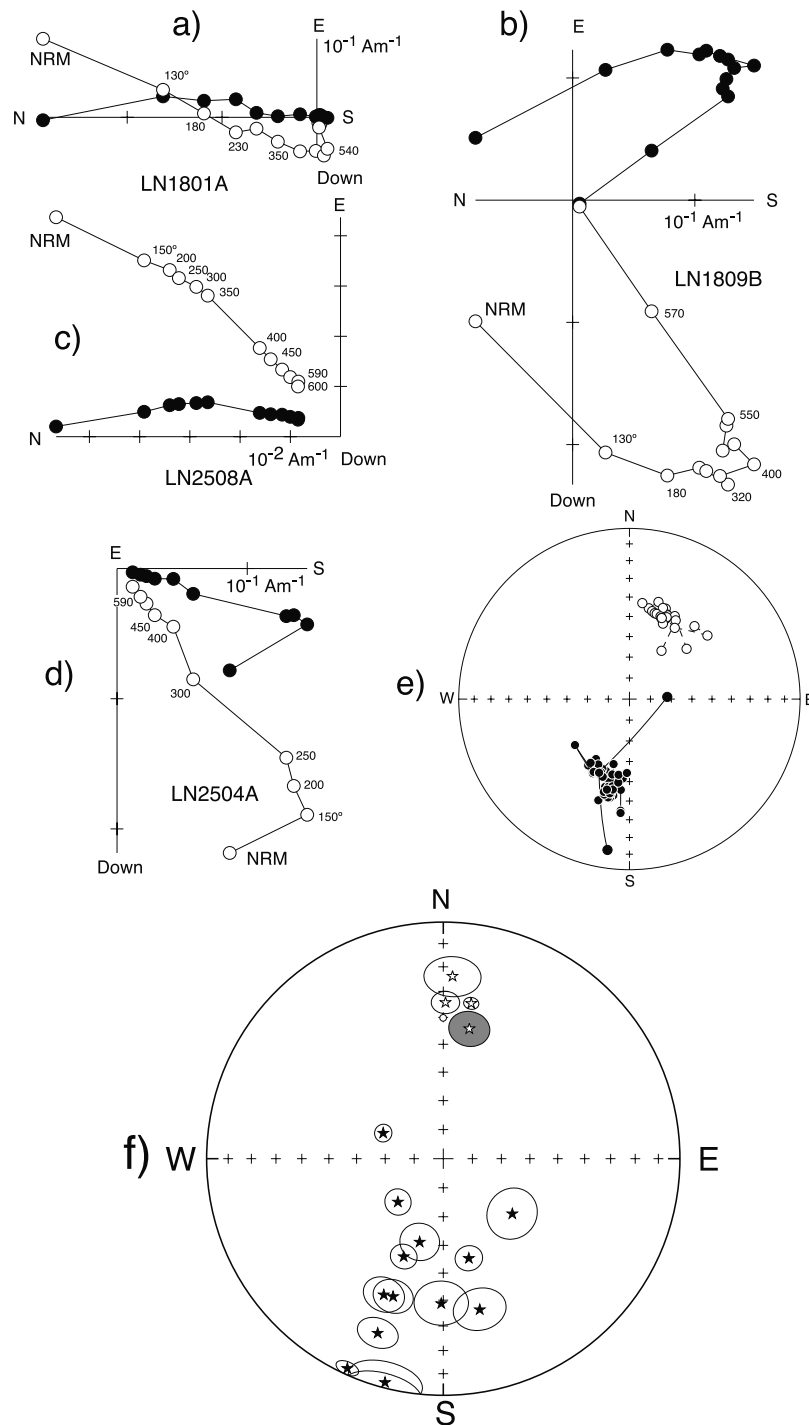 a)
E
10⁻¹ Am⁻¹
NRM
130°
N
S
180
230
350
540
Down
LN1801A
b)
E
N
S
10⁻¹ Am⁻¹
LN1809B
NRM
570
550
130°
180
320
400
Down
c)
E
NRM
150°
200
250
300
350
400
450
590
600
N
10⁻² Am⁻¹
Down
LN2508A
d)
E
S
10⁻¹ Am⁻¹
590
450
400
300
250
200
150°
LN2504A
NRM
Down
e)
N
W
E
S
f)
N
W
E
S